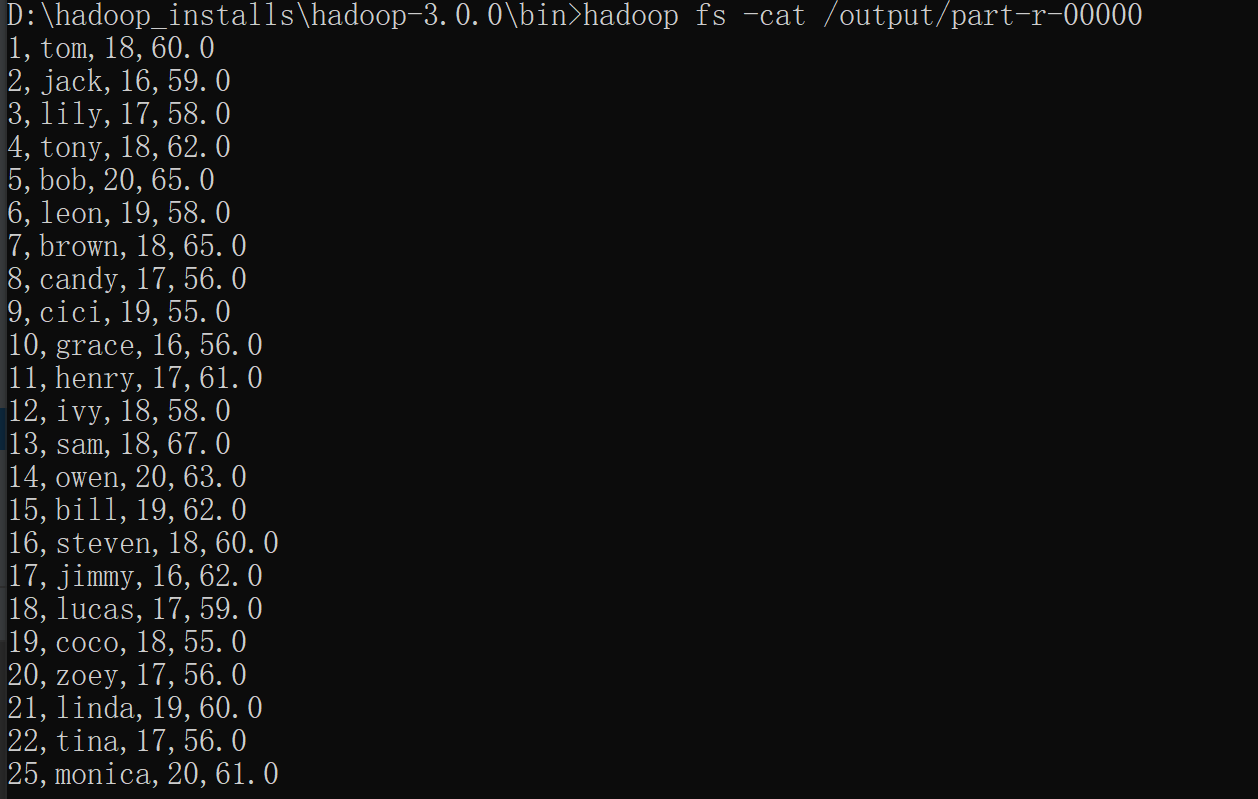 D:\hadoop_installs\hadoop-3.0.0\bin>hadoop fs -cat /output/part-r-00000
1,tom,18,60.0
2,jack,16,59.0
3,lily,17,58.0
4,tony,18,62.0
5,bob,20,65.0
6,leon,19,58.0
7,brown,18,65.0
8,candy,17,56.0
9,cici,19,55.0
10,grace,16,56.0
11,henry,17,61.0
12,ivy,18,58.0
13,sam,18,67.0
14,owen,20,63.0
15,bill,19,62.0
16,steven,18,60.0
17,jimmy,16,62.0
18,lucas,17,59.0
19,coco,18,55.0
20,zoey,17,56.0
21,linda,19,60.0
22,tina,17,56.0
25,monica,20,61.0